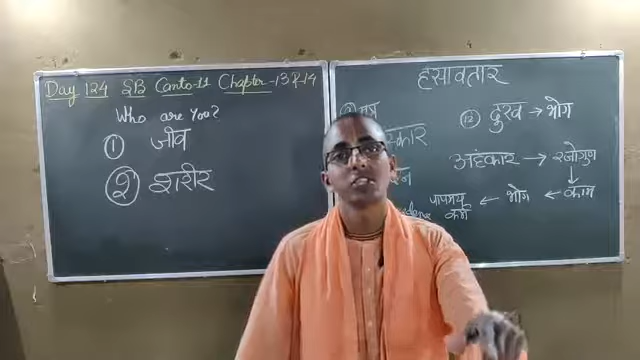 Day 124 SB Canto-11 Chapter-13 & 14
Who are you?
① जीव
② शरीर
हंसावतार
⑫ दुःख → भोग
अहंकार → रजोगुण
↓
पापमय कर्म ← भोग ← काम